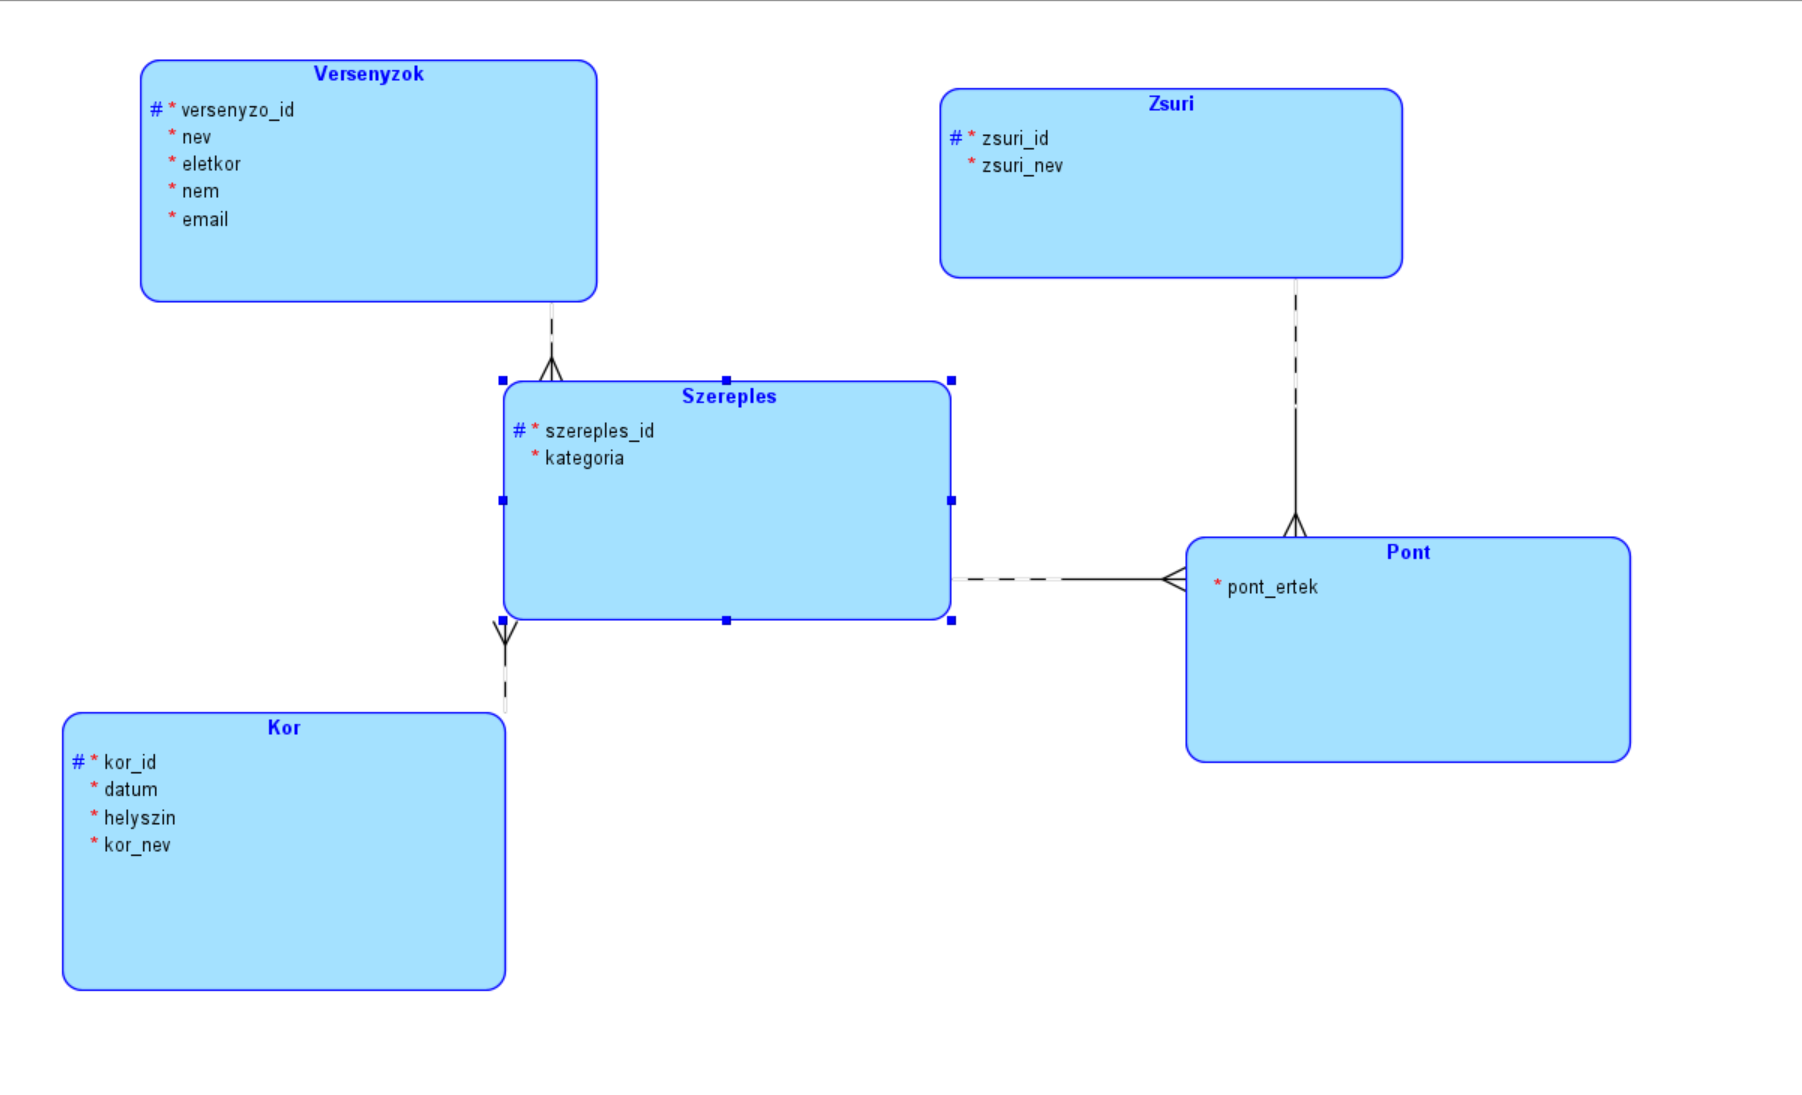 Versenyzok
# * versenyzo_id
* nev
* eletkor
* nem
* email
Zsuri
# * zsuri_id
* zsuri_nev
Szereples
# * szereples_id
* kategoria
Pont
* pont_ertek
Kor
# * kor_id
* datum
* helyszin
* kor_nev